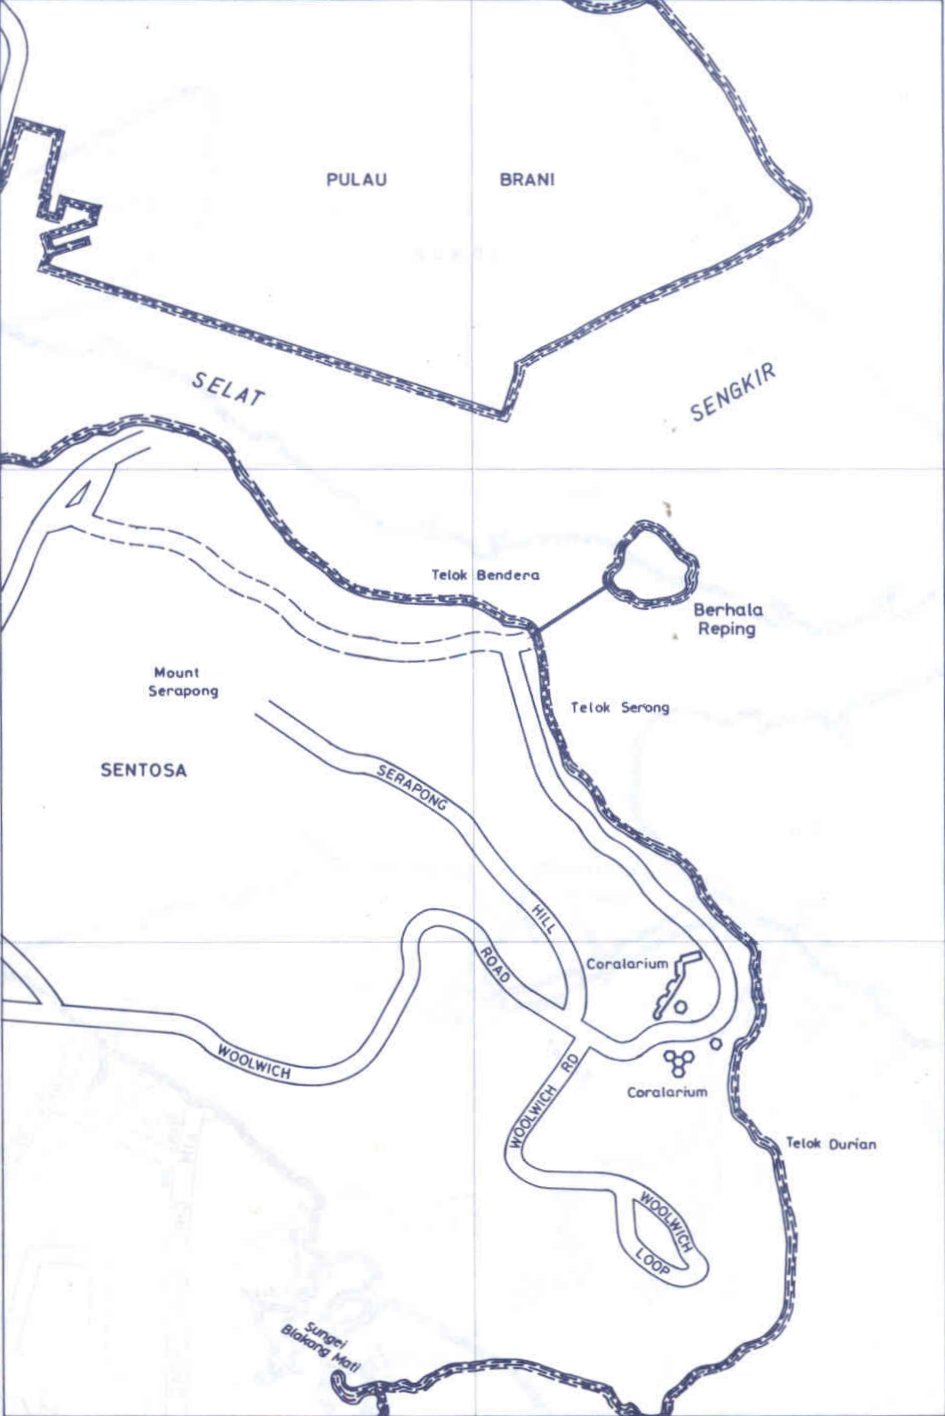 PULAU BRANI
SELAT SENGKIR
Telok Bendera
Berhala
Reping
Mount
Serapong
Telok Serong
SENTOSA
SERAPONG HILL
Coralarium
WOOLWICH ROAD
WOOLWICH RD
Coralarium
Telok Durian
WOOLWICH
LOOP
Sungei
Blakang Mati